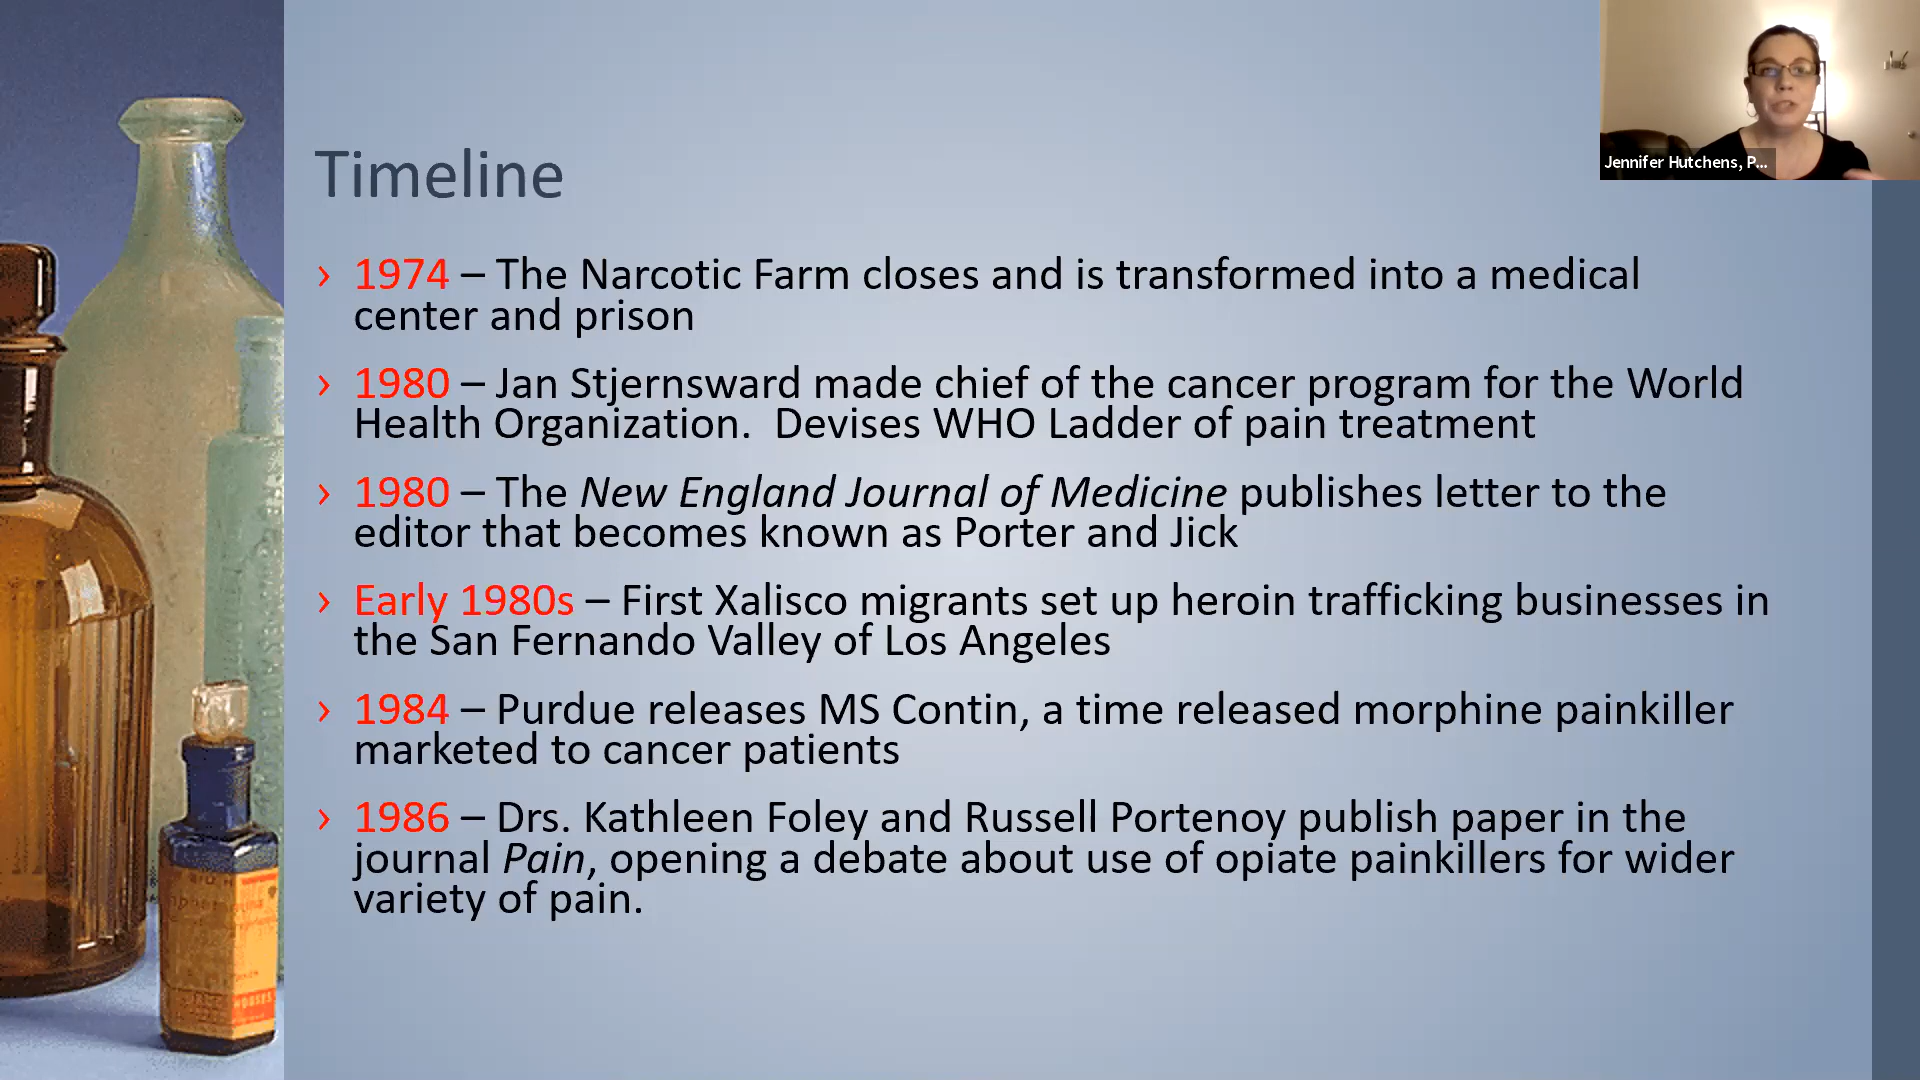 Jennifer Hutchens, P...
Timeline
› 1974 – The Narcotic Farm closes and is transformed into a medical
center and prison
› 1980 – Jan Stjernsward made chief of the cancer program for the World
Health Organization.  Devises WHO Ladder of pain treatment
› 1980 – The New England Journal of Medicine publishes letter to the
editor that becomes known as Porter and Jick
› Early 1980s – First Xalisco migrants set up heroin trafficking businesses in
the San Fernando Valley of Los Angeles
› 1984 – Purdue releases MS Contin, a time released morphine painkiller
marketed to cancer patients
› 1986 – Drs. Kathleen Foley and Russell Portenoy publish paper in the
journal Pain, opening a debate about use of opiate painkillers for wider
variety of pain.